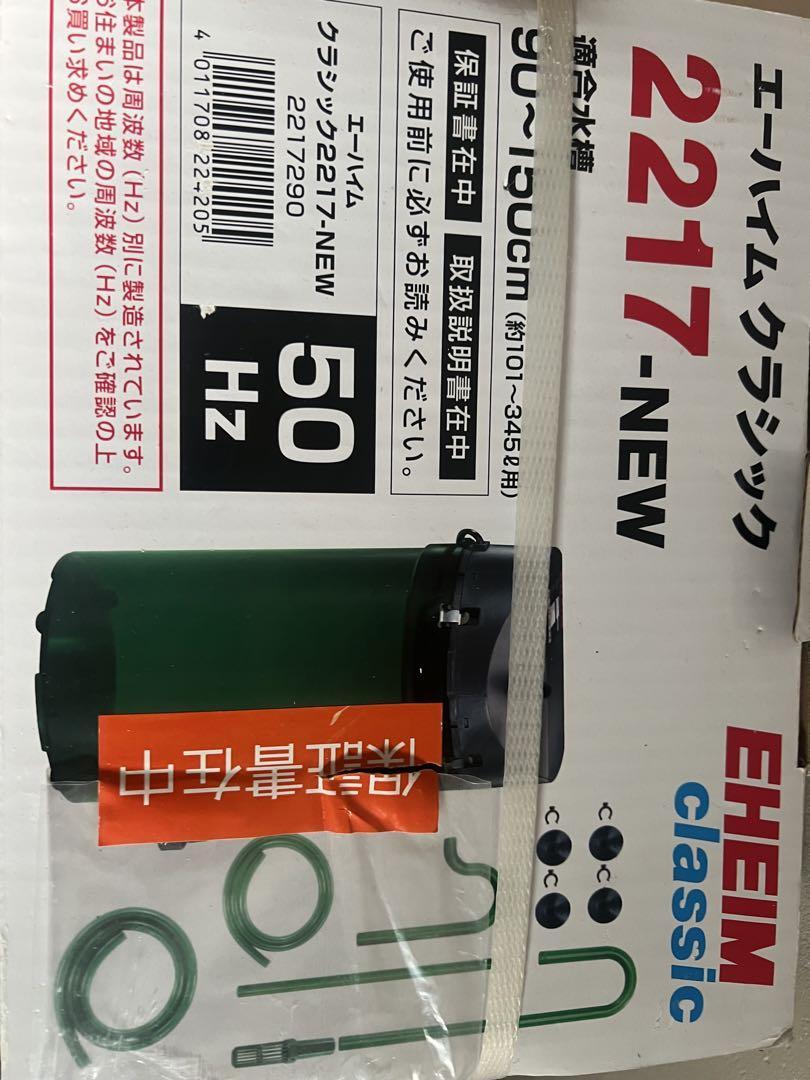 エーハイム クラシック
2217-NEW
適合水槽
90~150cm (約101~345ℓ用)
保証書在中 取扱説明書在中
ご使用前に必ずお読みください。
エーハイム
クラシック2217-NEW
2217290
4 011708 224205
50
Hz
本製品は周波数（Hz）別に製造されています。
お住まいの地域の周波数（Hz）をご確認の上
お買い求めください。
EHEIM
classic
保証書在中